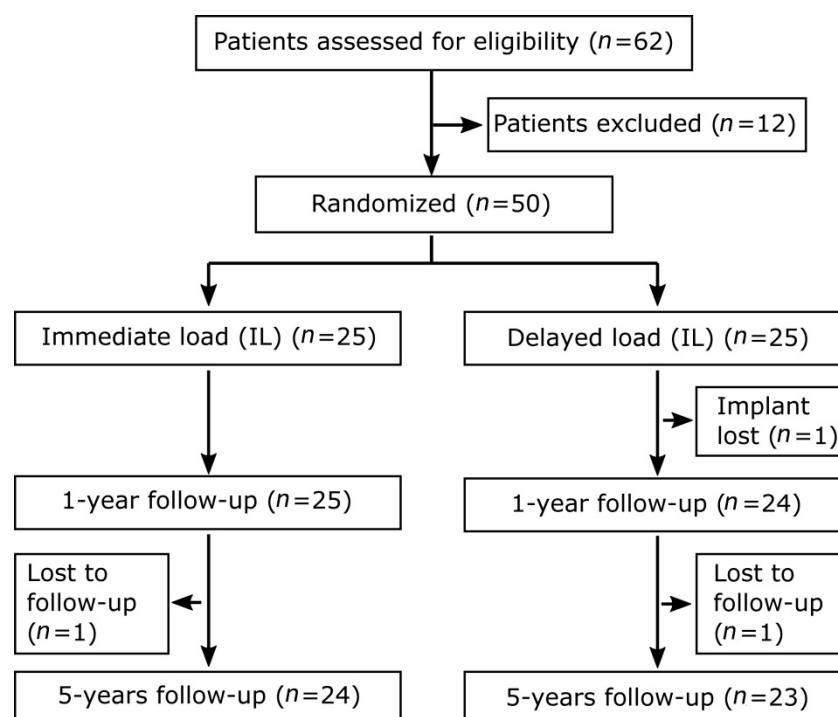 Patients assessed for eligibility (n=62)
Patients excluded (n=12)
Randomized (n=50)
Immediate load (IL) (n=25)
Delayed load (IL) (n=25)
Implant
lost (n=1)
1-year follow-up (n=25)
1-year follow-up (n=24)
Lost to
follow-up
(n=1)
Lost to
follow-up
(n=1)
5-years follow-up (n=24)
5-years follow-up (n=23)